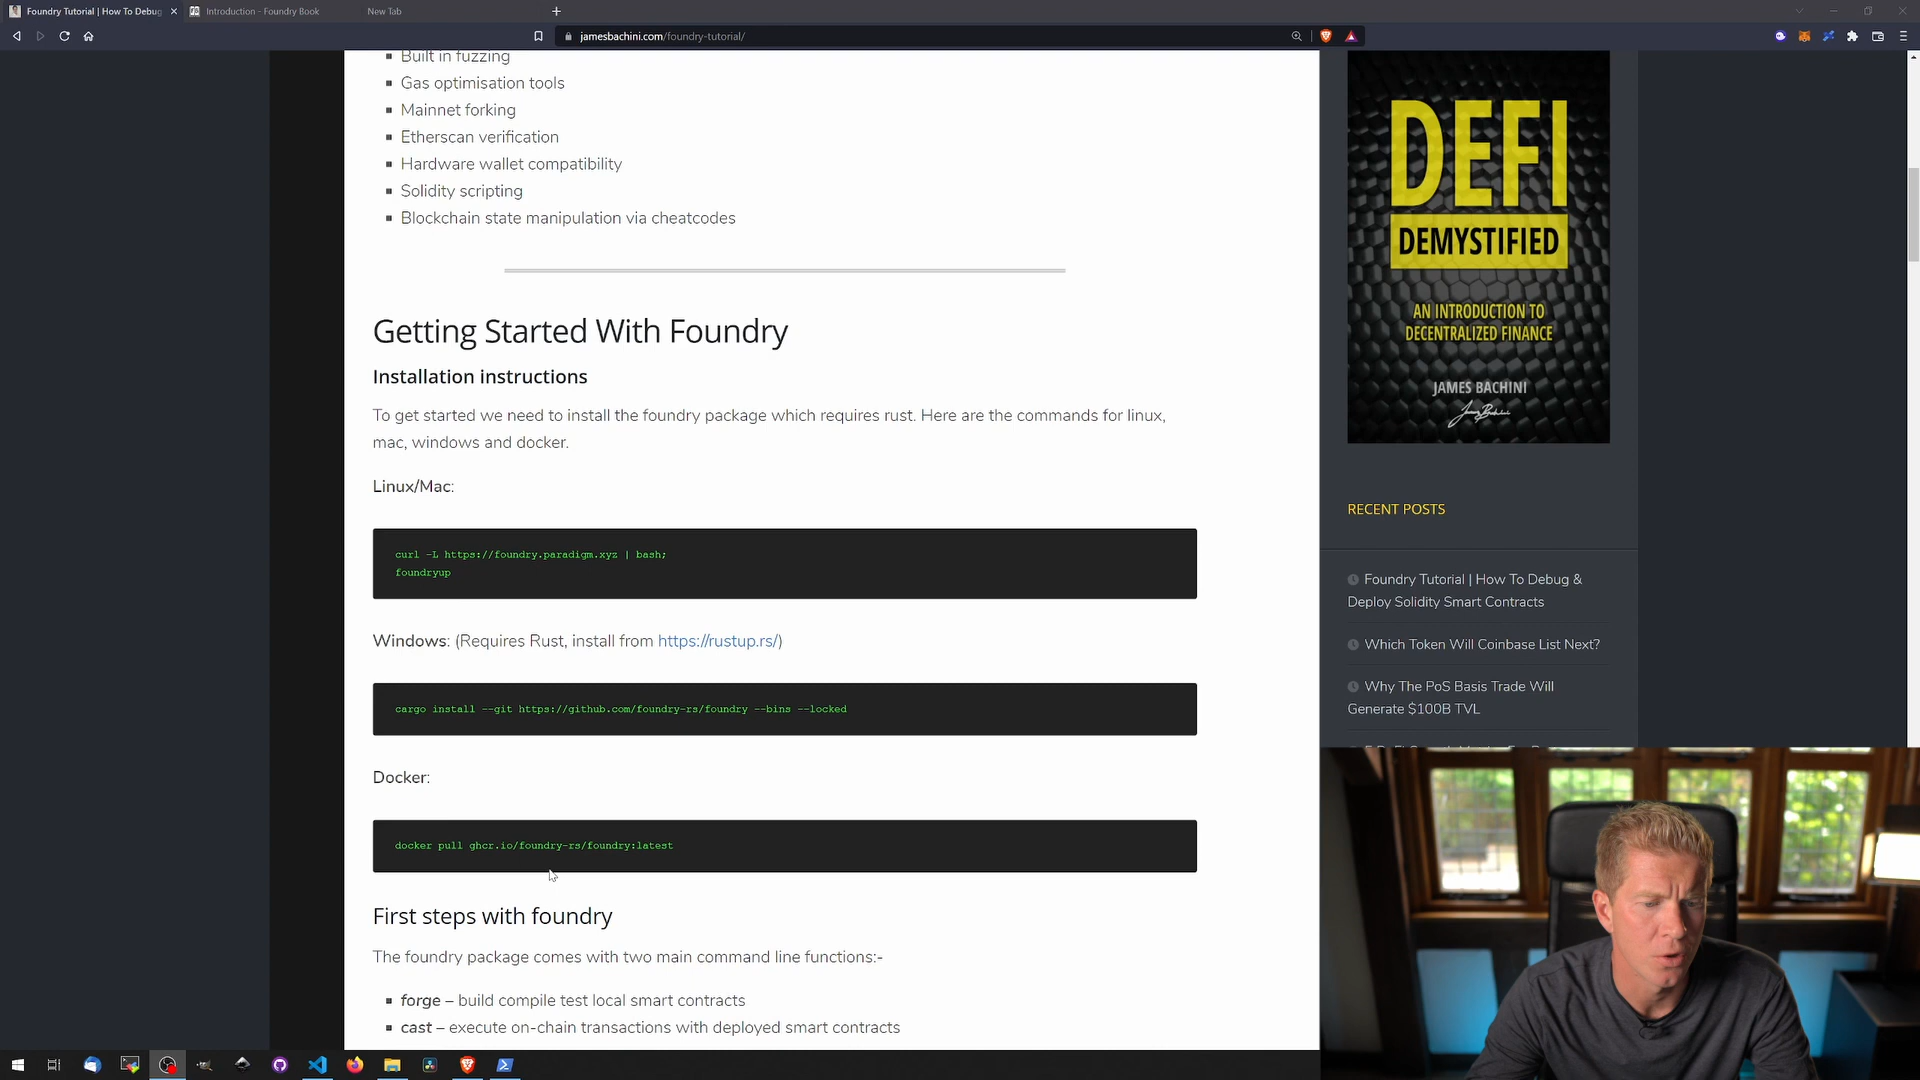 Foundry Tutorial | How To Debug
Introduction - Foundry Book
New Tab
jamesbachini.com/foundry-tutorial/
Built in fuzzing
Gas optimisation tools
Mainnet forking
Etherscan verification
Hardware wallet compatibility
Solidity scripting
Blockchain state manipulation via cheatcodes
Getting Started With Foundry
Installation instructions
To get started we need to install the foundry package which requires rust. Here are the commands for linux,
mac, windows and docker.
Linux/Mac:
curl -L https://foundry.paradigm.xyz | bash;
foundryup
Windows: (Requires Rust, install from https://rustup.rs/)
cargo install --git https://github.com/foundry-rs/foundry --bins --locked
Docker:
docker pull ghcr.io/foundry-rs/foundry:latest
First steps with foundry
The foundry package comes with two main command line functions:-
forge – build compile test local smart contracts
cast – execute on-chain transactions with deployed smart contracts
DEFI
DEMYSTIFIED
AN INTRODUCTION TO
DECENTRALIZED FINANCE
JAMES BACHINI
RECENT POSTS
Foundry Tutorial | How To Debug &
Deploy Solidity Smart Contracts
Which Token Will Coinbase List Next?
Why The PoS Basis Trade Will
Generate $100B TVL